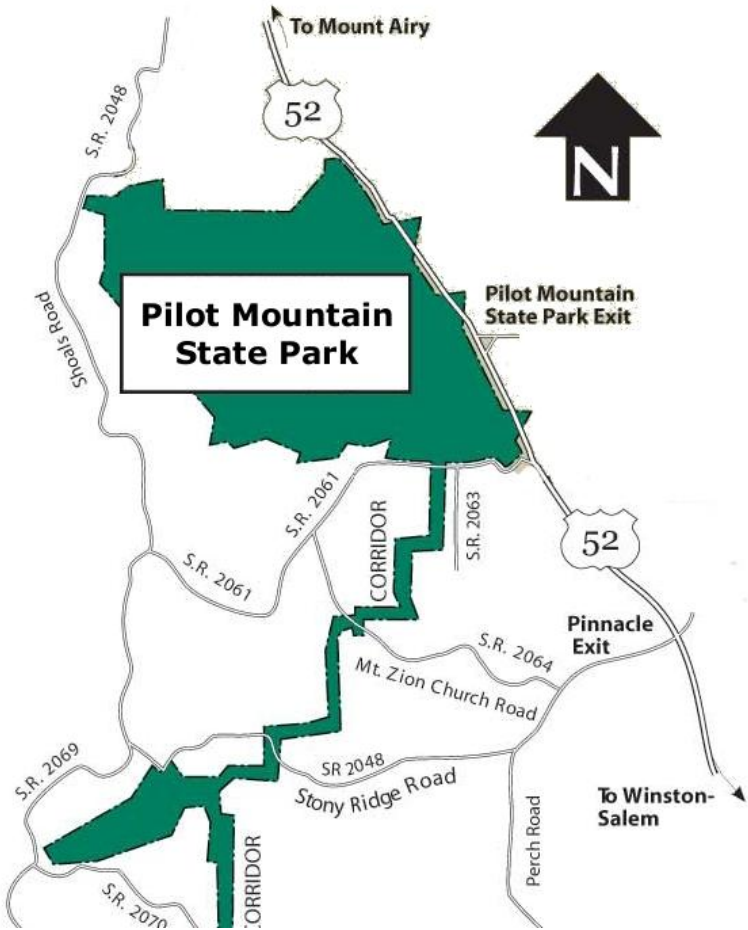 To Mount Airy
52
S.R. 2048
N
Pilot Mountain
State Park Exit
Pilot Mountain
State Park
Shoals Road
S.R. 2061
CORRIDOR
S.R. 2063
52
S.R. 2061
Pinnacle
Exit
S.R. 2064
Mt. Zion Church Road
S.R. 2069
SR 2048
Stony Ridge Road
To Winston-
Salem
Perch Road
CORRIDOR
S.R. 2070